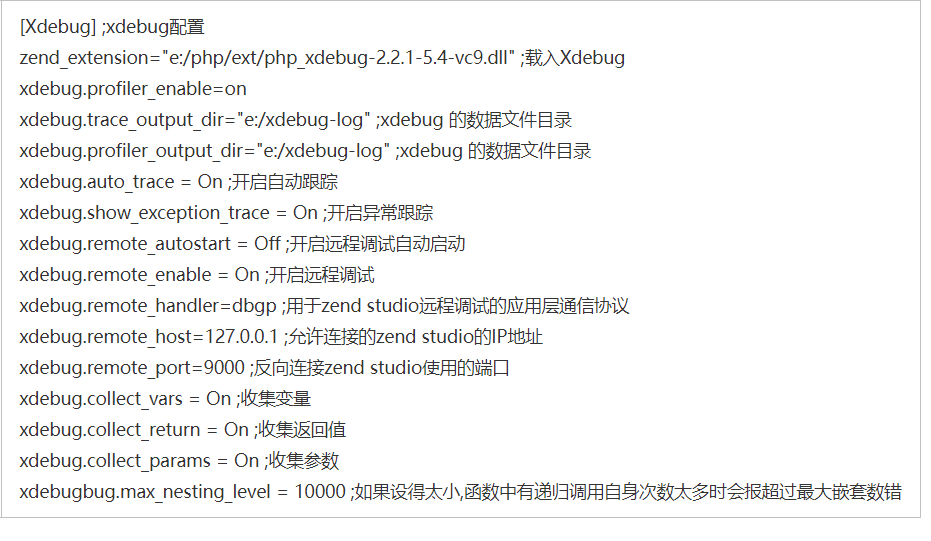 [Xdebug] ;xdebug配置
zend_extension="e:/php/ext/php_xdebug-2.2.1-5.4-vc9.dll" ;载入Xdebug
xdebug.profiler_enable=on
xdebug.trace_output_dir="e:/xdebug-log" ;xdebug 的数据文件目录
xdebug.profiler_output_dir="e:/xdebug-log" ;xdebug 的数据文件目录
xdebug.auto_trace = On ;开启自动跟踪
xdebug.show_exception_trace = On ;开启异常跟踪
xdebug.remote_autostart = Off ;开启远程调试自动启动
xdebug.remote_enable = On ;开启远程调试
xdebug.remote_handler=dbgp ;用于zend studio远程调试的应用层通信协议
xdebug.remote_host=127.0.0.1 ;允许连接的zend studio的IP地址
xdebug.remote_port=9000 ;反向连接zend studio使用的端口
xdebug.collect_vars = On ;收集变量
xdebug.collect_return = On ;收集返回值
xdebug.collect_params = On ;收集参数
xdebugbug.max_nesting_level = 10000 ;如果设得太小,函数中有递归调用自身次数太多时会报超过最大嵌套数错